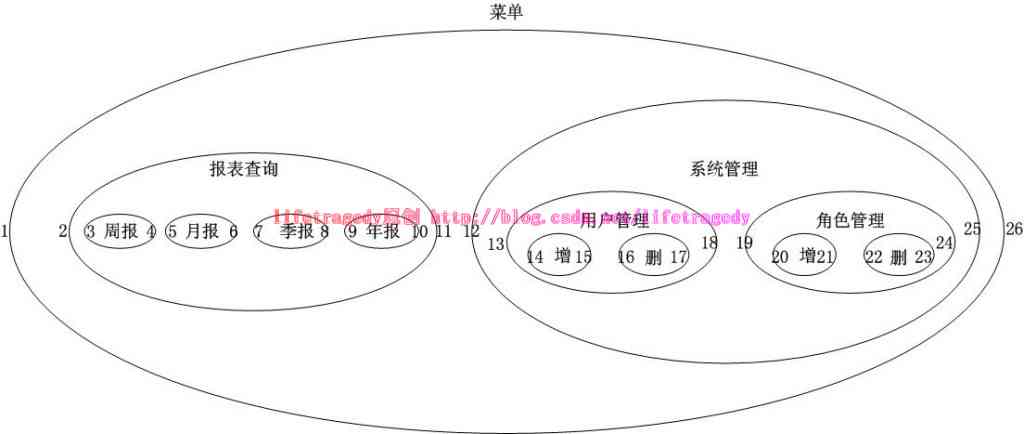 菜单
报表查询
系统管理
lifetragedy原创 http://blog.csdn.net/lifetragedy
用户管理
角色管理
1
2
3 周报 4
5 月报 6
7 季报 8
9 年报 10
11
12
13
14 增 15
16 删 17
18
19
20 增 21
22 删 23
24
25
26